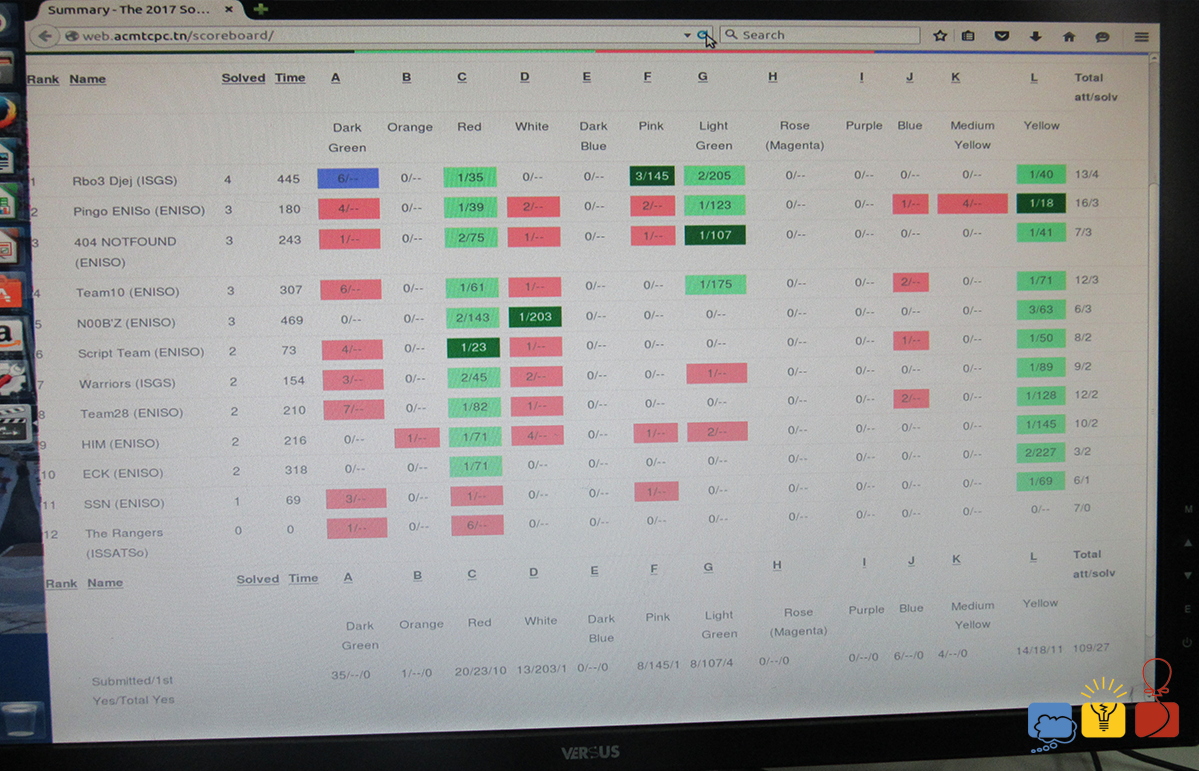 Summary - The 2017 So... ×
web.acmtcpc.tn/scoreboard/ Search
Rank Name Solved Time A B C D E F G H I J K L Total att/solv
Dark Green Orange Red White Dark Blue Pink Light Green Rose (Magenta) Purple Blue Medium Yellow Yellow
1 Rbo3 Djej (ISGS) 4 445 6/-- 0/-- 1/35 0/-- 0/-- 3/145 2/205 0/-- 0/-- 0/-- 0/-- 1/40 13/4
2 Pingo ENISo (ENISO) 3 180 4/-- 0/-- 1/39 2/-- 0/-- 2/-- 1/123 0/-- 0/-- 1/-- 4/-- 1/18 16/3
3 404 NOTFOUND (ENISO) 3 243 1/-- 0/-- 2/75 1/-- 0/-- 1/-- 1/107 0/-- 0/-- 0/-- 0/-- 1/41 7/3
4 Team10 (ENISO) 3 307 6/-- 0/-- 1/61 1/-- 0/-- 0/-- 1/175 0/-- 0/-- 2/-- 0/-- 1/71 12/3
5 N00B'Z (ENISO) 3 469 0/-- 0/-- 2/143 1/203 0/-- 0/-- 0/-- 0/-- 0/-- 0/-- 0/-- 3/63 6/3
6 Script Team (ENISO) 2 73 4/-- 0/-- 1/23 1/-- 0/-- 0/-- 0/-- 0/-- 0/-- 1/-- 0/-- 1/50 8/2
7 Warriors (ISGS) 2 154 3/-- 0/-- 2/45 2/-- 0/-- 0/-- 1/-- 0/-- 0/-- 0/-- 0/-- 1/89 9/2
8 Team28 (ENISO) 2 210 7/-- 0/-- 1/82 1/-- 0/-- 0/-- 0/-- 0/-- 0/-- 2/-- 0/-- 1/128 12/2
9 HIM (ENISO) 2 216 0/-- 1/-- 1/71 4/-- 0/-- 1/-- 2/-- 0/-- 0/-- 0/-- 0/-- 1/145 10/2
10 ECK (ENISO) 2 318 0/-- 0/-- 1/71 0/-- 0/-- 0/-- 0/-- 0/-- 0/-- 0/-- 0/-- 2/227 3/2
11 SSN (ENISO) 1 69 3/-- 0/-- 1/-- 0/-- 0/-- 1/-- 0/-- 0/-- 0/-- 0/-- 0/-- 1/69 6/1
12 The Rangers (ISSATSo) 0 0 1/-- 0/-- 6/-- 0/-- 0/-- 0/-- 0/-- 0/-- 0/-- 0/-- 0/-- 0/-- 7/0
Rank Name Solved Time A B C D E F G H I J K L Total att/solv
Dark Green Orange Red White Dark Blue Pink Light Green Rose (Magenta) Purple Blue Medium Yellow Yellow
Submitted/1st Yes/Total Yes 35/--/0 1/--/0 20/23/10 13/203/1 0/--/0 8/145/1 8/107/4 0/--/0 0/--/0 6/--/0 4/--/0 14/18/11 109/27
VERSUS
M
E